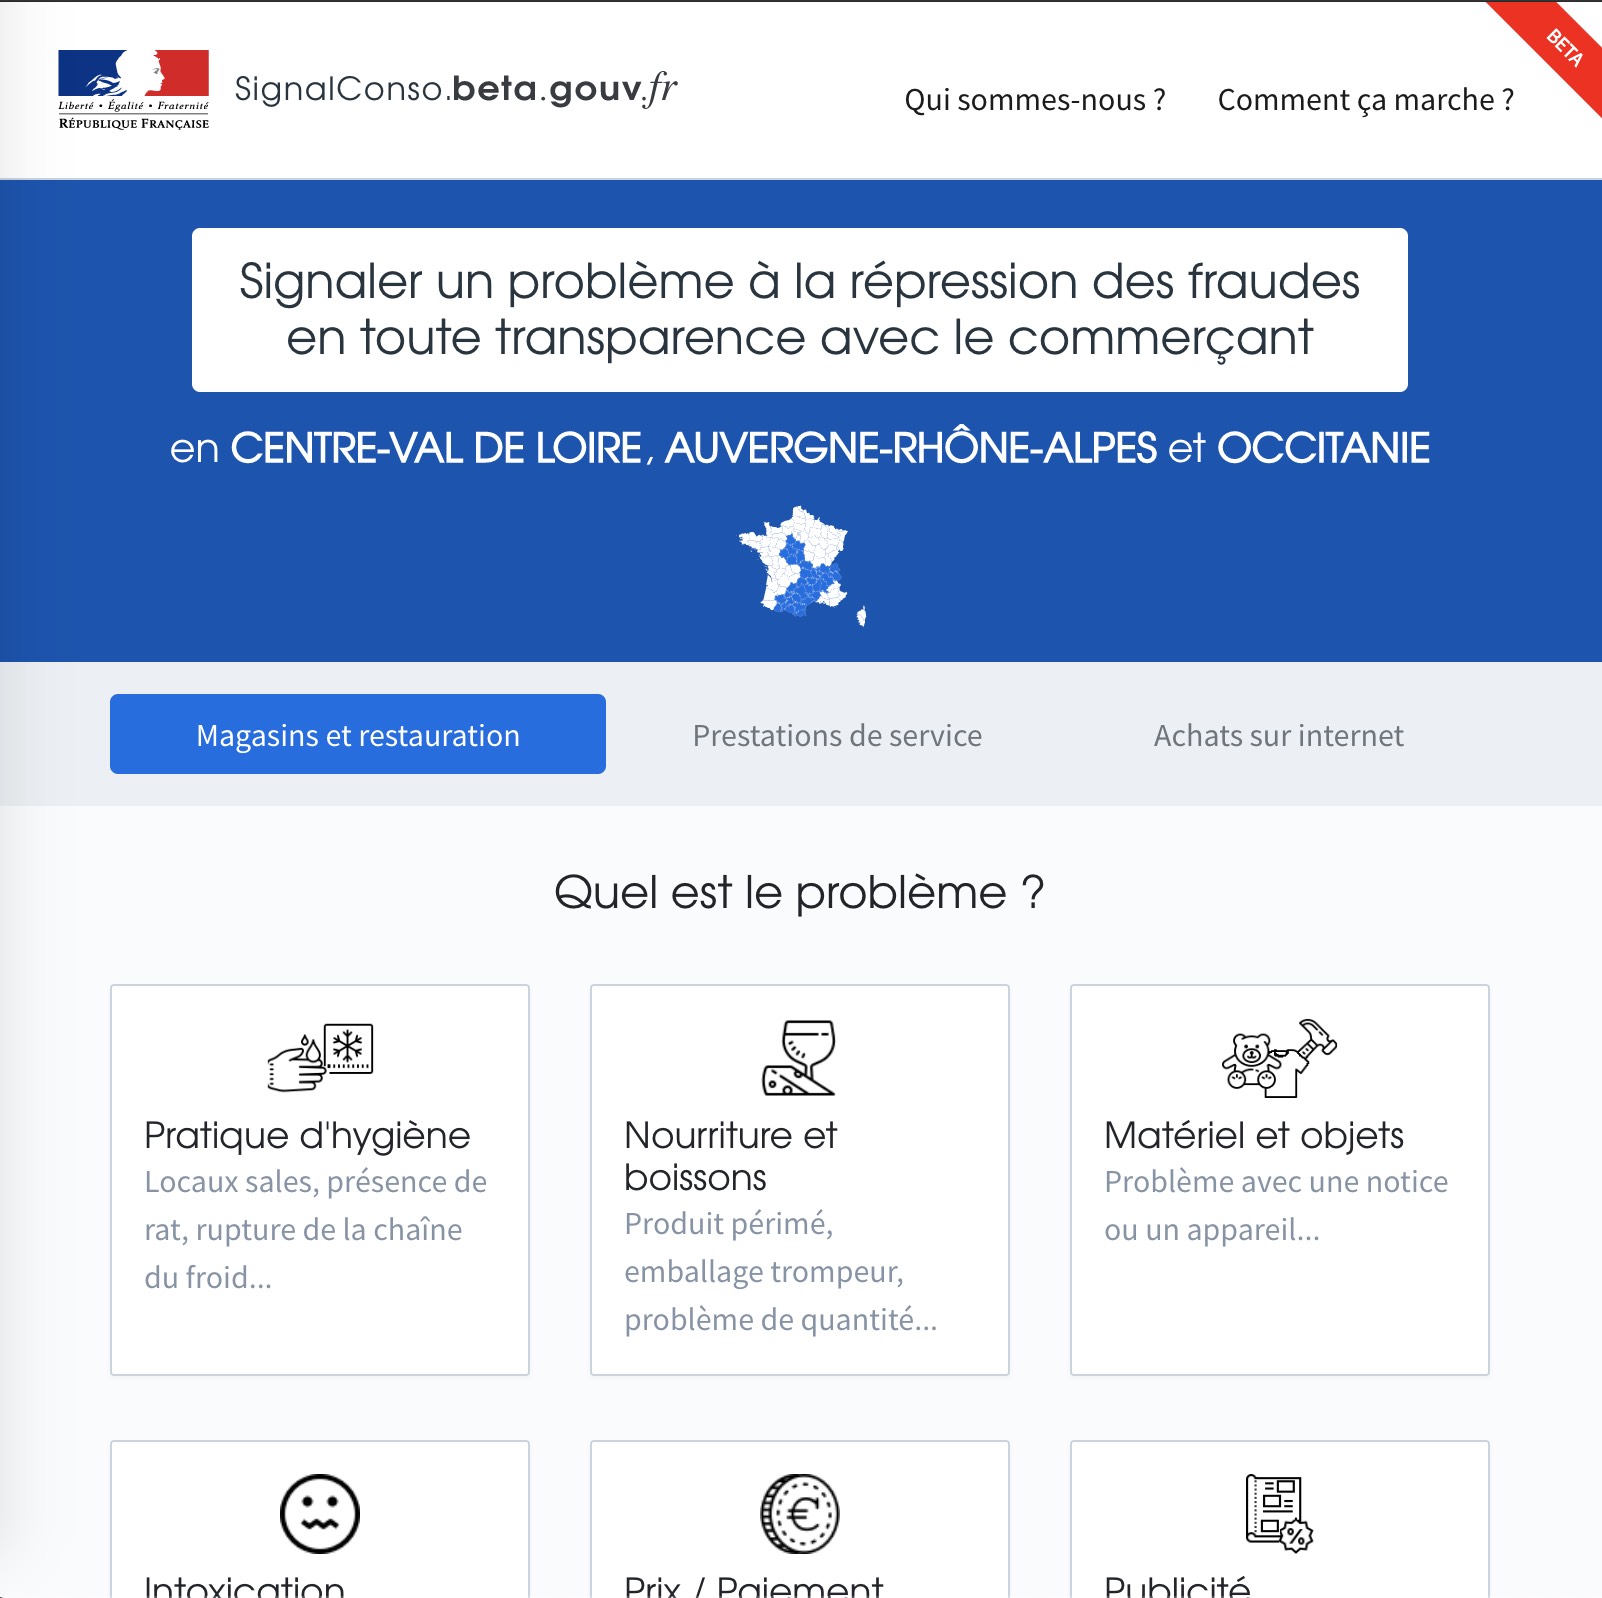 BETA
Liberté • Égalité • Fraternité
RÉPUBLIQUE FRANÇAISE
SignalConso.beta.gouv.fr
Qui sommes-nous ?
Comment ça marche ?
Signaler un problème à la répression des fraudes
en toute transparence avec le commerçant
en CENTRE-VAL DE LOIRE, AUVERGNE-RHÔNE-ALPES et OCCITANIE
Magasins et restauration
Prestations de service
Achats sur internet
Quel est le problème ?
Pratique d'hygiène
Locaux sales, présence de
rat, rupture de la chaîne
du froid...
Nourriture et
boissons
Produit périmé,
emballage trompeur,
problème de quantité...
Matériel et objets
Problème avec une notice
ou un appareil...
Intoxication
€
Prix / Paiement
%
Publicité